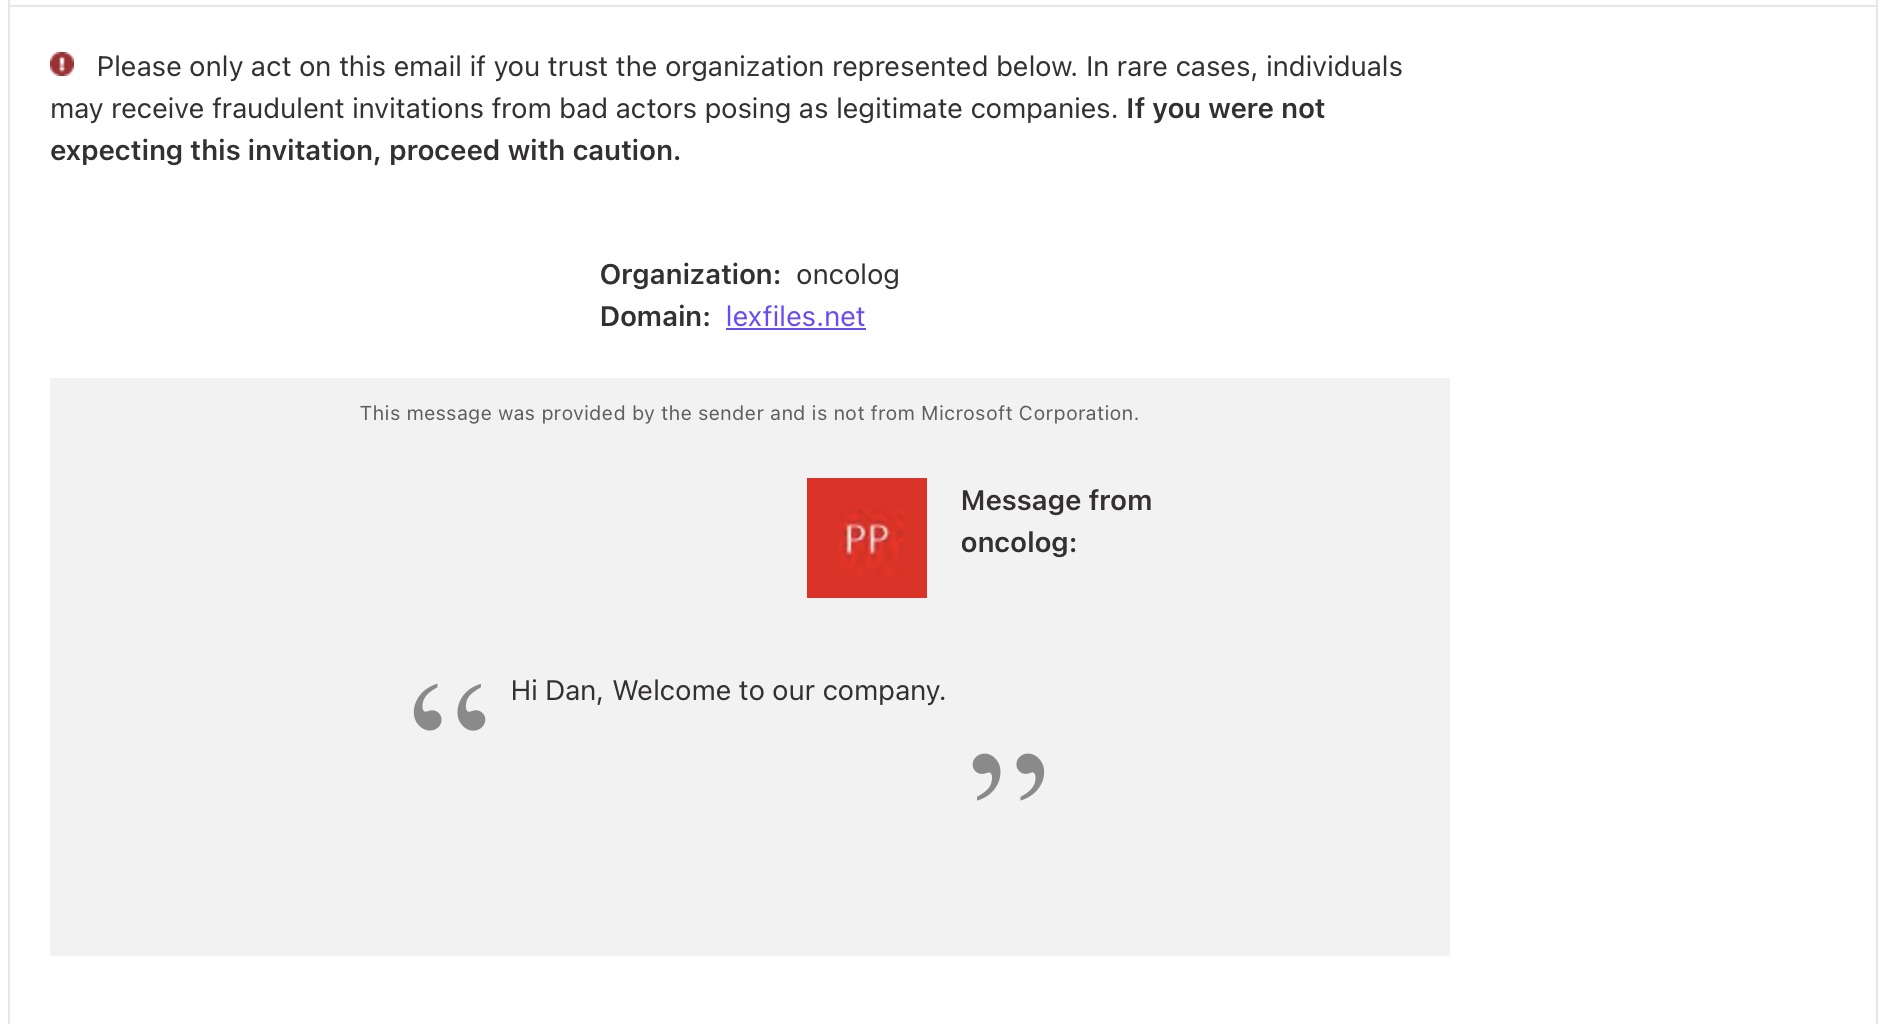 Please only act on this email if you trust the organization represented below. In rare cases, individuals
may receive fraudulent invitations from bad actors posing as legitimate companies. If you were not
expecting this invitation, proceed with caution.
Organization: oncolog
Domain: lexfiles.net
This message was provided by the sender and is not from Microsoft Corporation.
PP
Message from
oncolog:
“ Hi Dan, Welcome to our company.
”